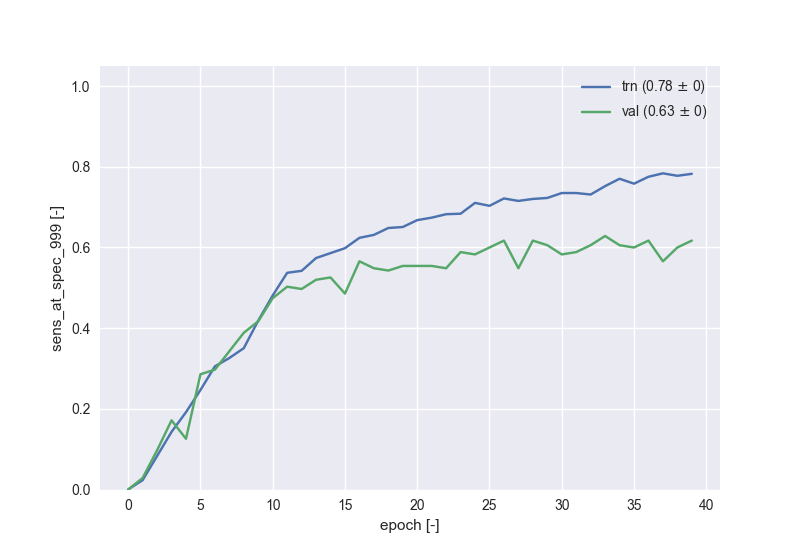 1.0
0.8
0.6
0.4
0.2
0.0
sens_at_spec_999 [-]
trn (0.78 ± 0)
val (0.63 ± 0)
0 5 10 15 20 25 30 35 40
epoch [-]